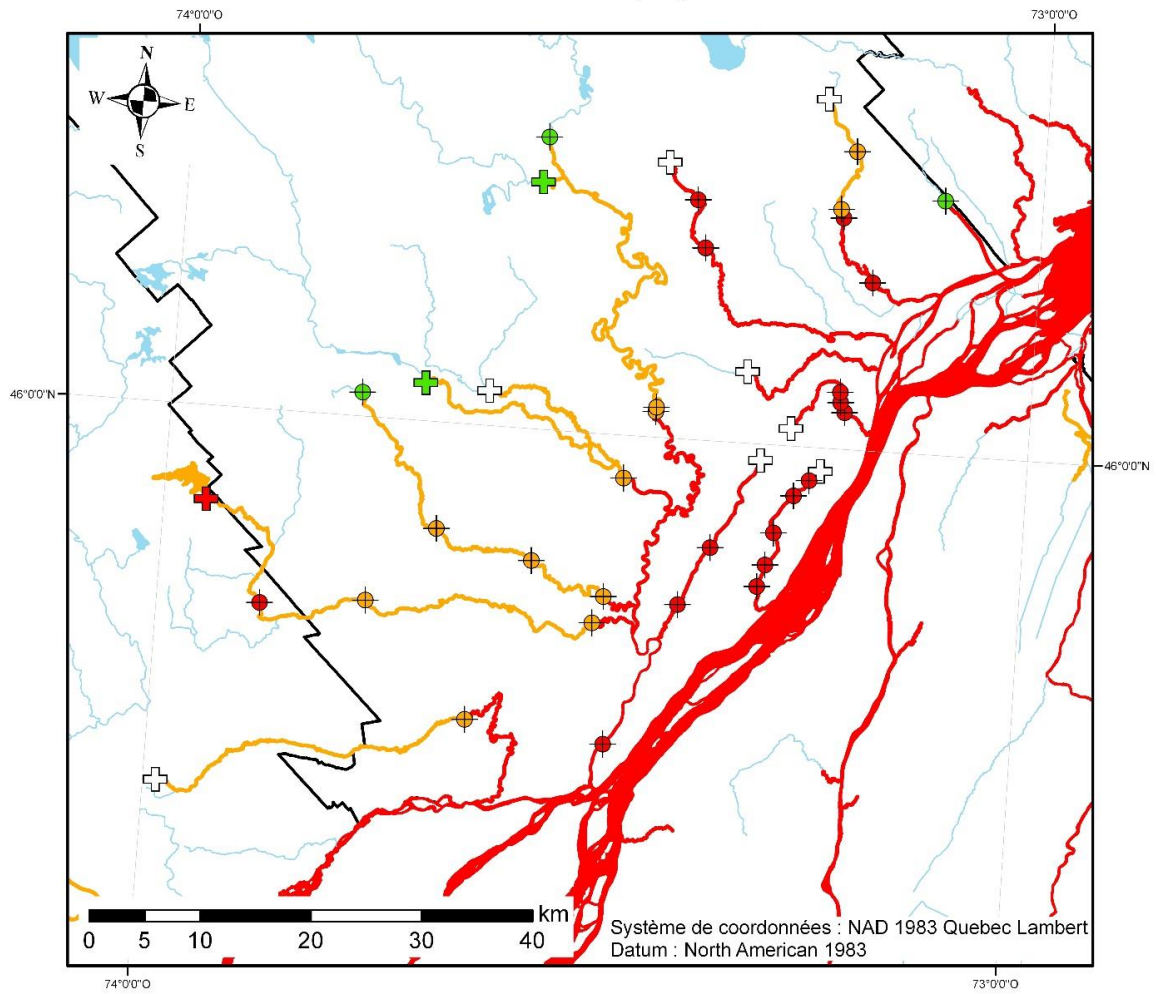 74°0'0"O
73°0'0"O
N
W E
S
46°0'0"N
46°0'0"N
km
0 5 10 20 30 40
Système de coordonnées : NAD 1983 Quebec Lambert
Datum : North American 1983
74°0'0"O
73°0'0"O